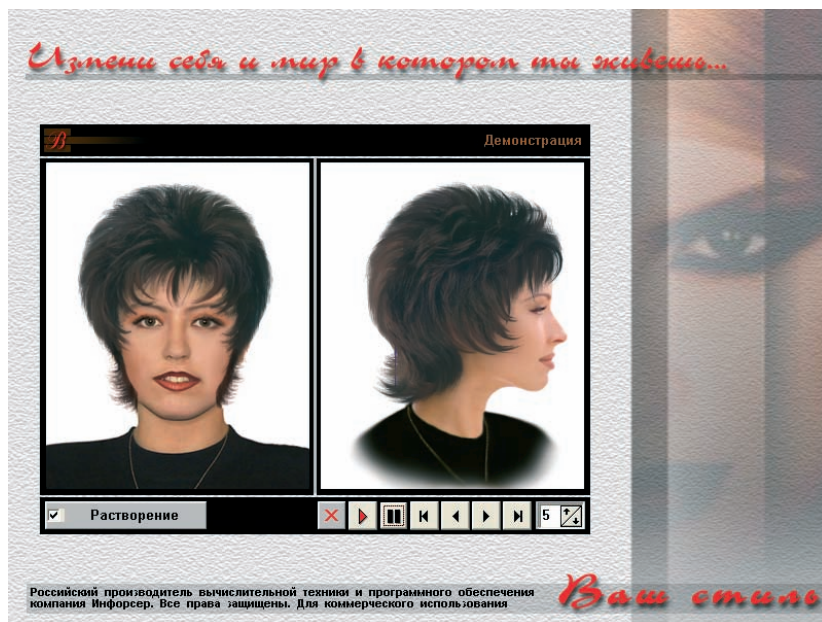 Измени себя и мир в котором ты живешь...
В
Демонстрация
Растворение
5
Российский производитель вычислительной техники и программного обеспечения
компания Инфорсер. Все права защищены. Для коммерческого использования
Ваш стиль